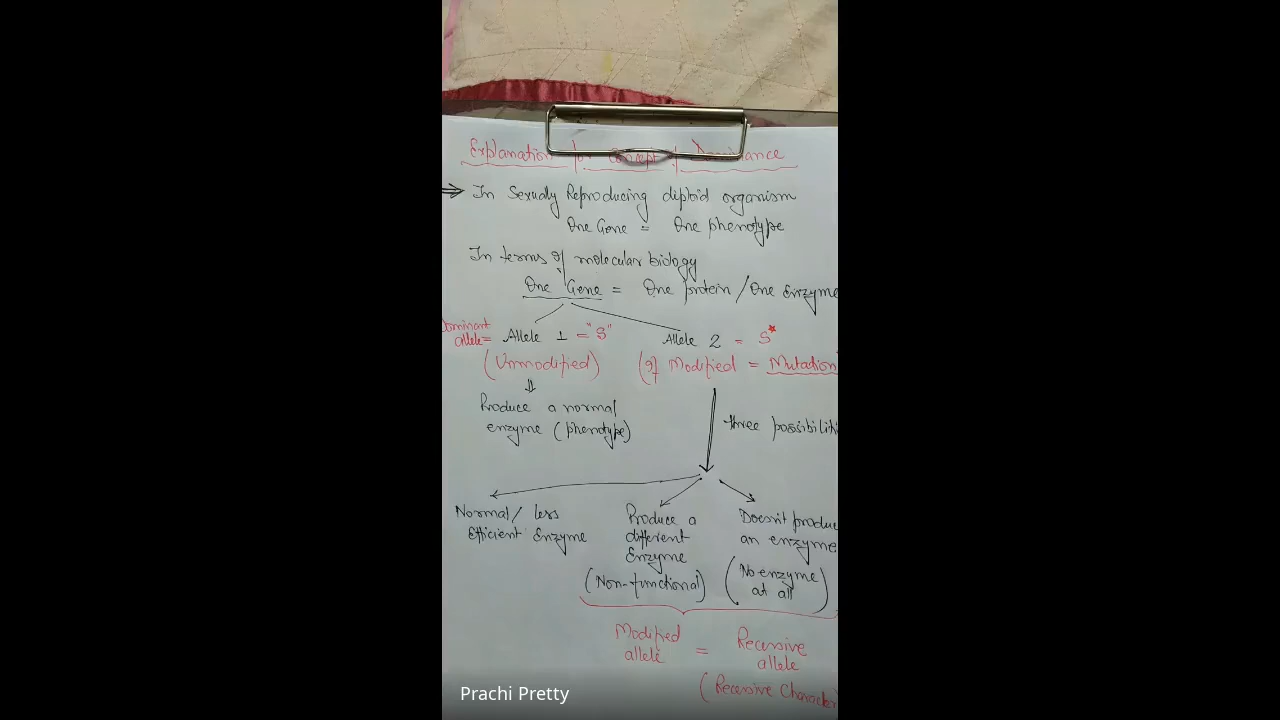 Explanation for Concept of Dominance
In Sexually Reproducing diploid organism
One Gene = One phenotype
In terms of molecular biology
One Gene = One protein / One Enzyme
Dominant allele = Allele 1 = "S"
Allele 2 = S*
(Unmodified)
(If Modified = Mutation
Produce a normal
enzyme (phenotype)
three possibiliti
Normal / less
Efficient Enzyme
Produce a
different
Enzyme
(Non-functional)
Doesn't produc
an enzyme
(No enzyme
at all)
Modified
allele
=
Recessive
allele
(Recessive Character
Prachi Pretty